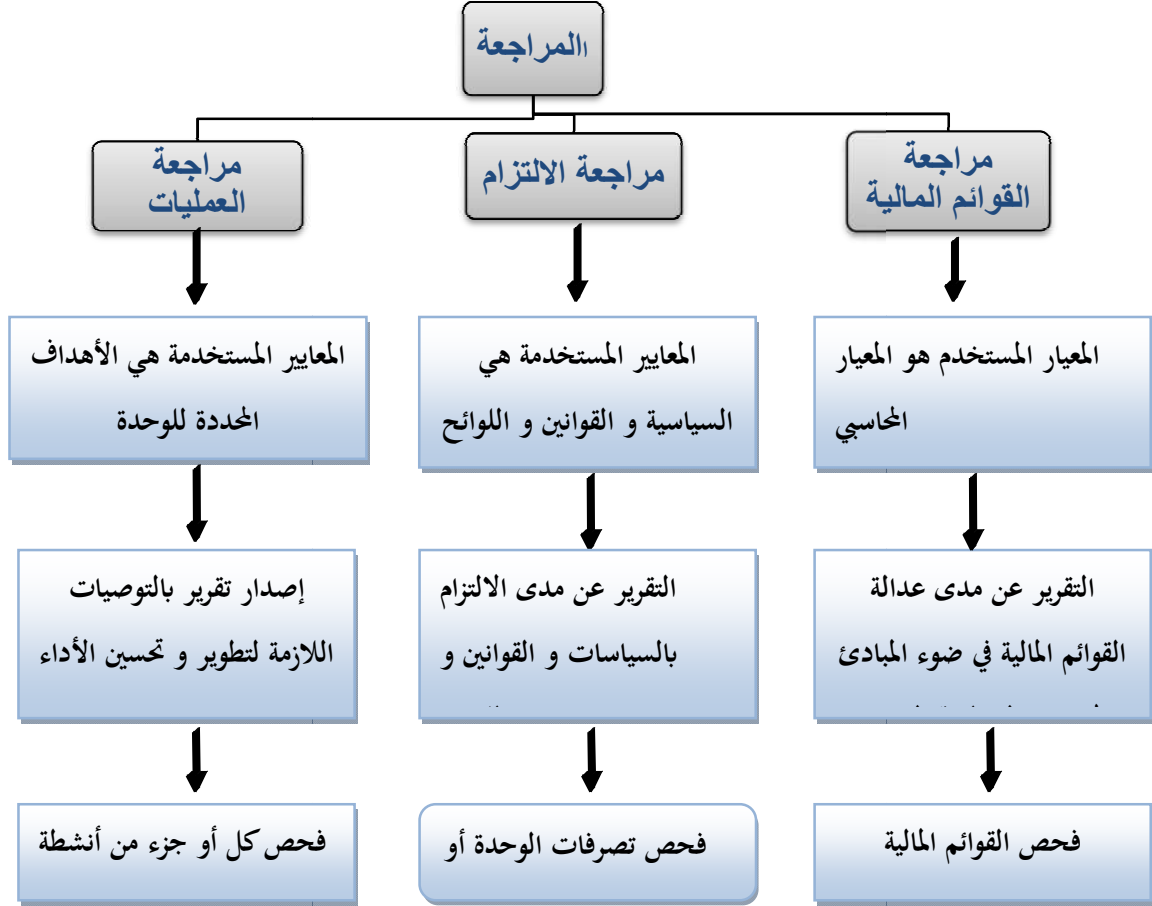 االمراجعة
مراجعة
القوائم المالية
مراجعة الالتزام
مراجعة
العمليات
المعيار المستخدم هو المعيار
المحاسبي
المعايير المستخدمة هي
السياسية و القوانين و اللوائح
المعايير المستخدمة هي الأهداف
المحددة للوحدة
التقرير عن مدى عدالة
القوائم المالية في ضوء المبادئ
التقرير عن مدى الالتزام
بالسياسات و القوانين و
إصدار تقرير بالتوصيات
اللازمة لتطوير و تحسين الأداء
فحص القوائم المالية
فحص تصرفات الوحدة أو
فحص كل أو جزء من أنشطة